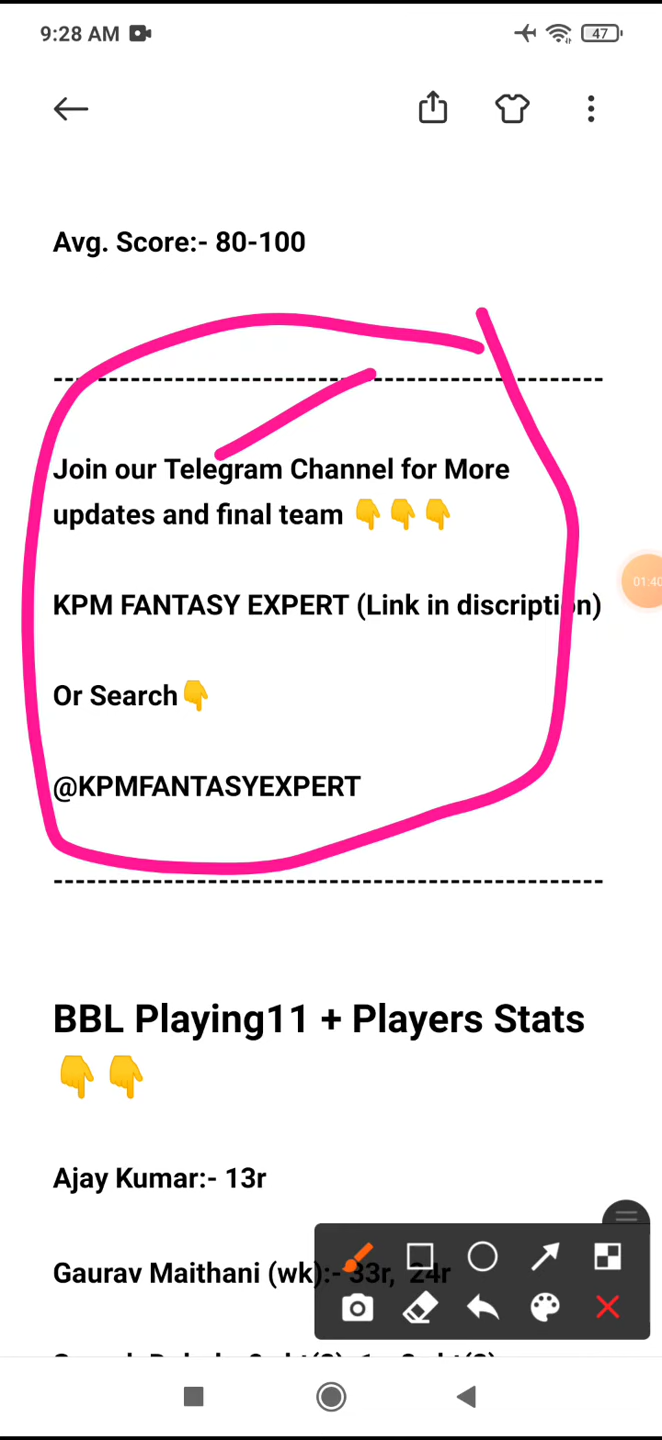 9:28 AM
47
Avg. Score:- 80-100
--------------------------------------------------
Join our Telegram Channel for More
updates and final team 👇👇👇
KPM FANTASY EXPERT (Link in discription)
Or Search👇
@KPMFANTASYEXPERT
--------------------------------------------------
01:40
BBL Playing11 + Players Stats
👇👇
Ajay Kumar:- 13r
Gaurav Maithani (wk):- 33r, 24r